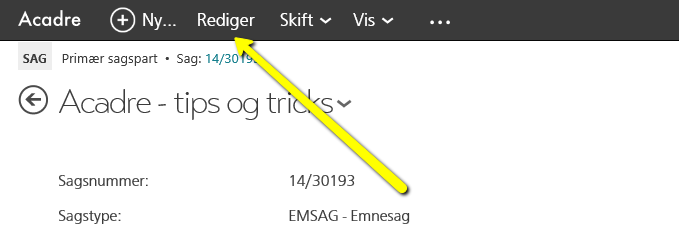 Acadre Ny... Rediger Skift Vis ...
SAG Primær sagspart • Sag: 14/30193
Acadre - tips og tricks
Sagsnummer: 14/30193
Sagstype: EMSAG - Emnesag